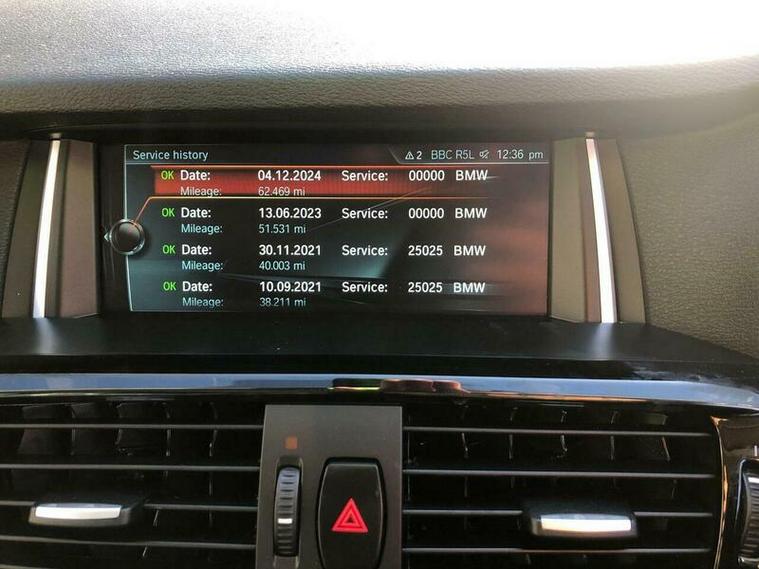 Service history 2 BBC R5L 12:36 pm
OK Date: 04.12.2024 Service: 00000 BMW
Mileage: 62.469 mi
OK Date: 13.06.2023 Service: 00000 BMW
Mileage: 51.531 mi
OK Date: 30.11.2021 Service: 25025 BMW
Mileage: 40.003 mi
OK Date: 10.09.2021 Service: 25025 BMW
Mileage: 38.211 mi